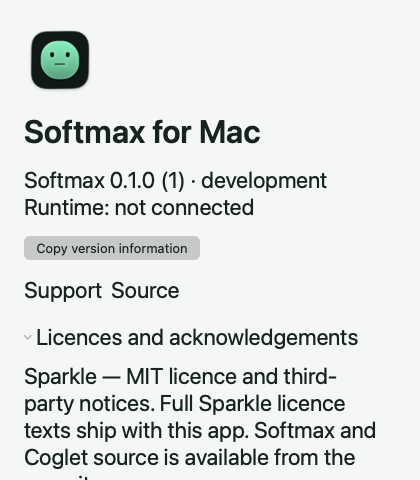 Softmax for Mac
Softmax 0.1.0 (1) · development
Runtime: not connected
Copy version information
Support Source
Licences and acknowledgements
Sparkle — MIT licence and third-
party notices. Full Sparkle licence
texts ship with this app. Softmax and
Coglet source is available from the